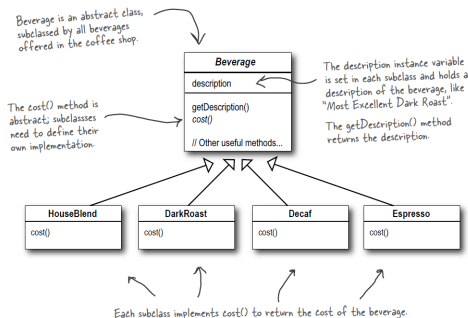 Beverage is an abstract class,
subclassed by all beverages
offered in the coffee shop.
Beverage
description
getDescription()
cost()
// Other useful methods...
The description instance variable
is set in each subclass and holds a
description of the beverage, like
"Most Excellent Dark Roast".
The getDescription() method
returns the description.
The cost() method is
abstract; subclassses
need to define their
own implementation.
HouseBlend
cost()
DarkRoast
cost()
Decaf
cost()
Espresso
cost()
Each subclass implements cost() to return the cost of the beverage.